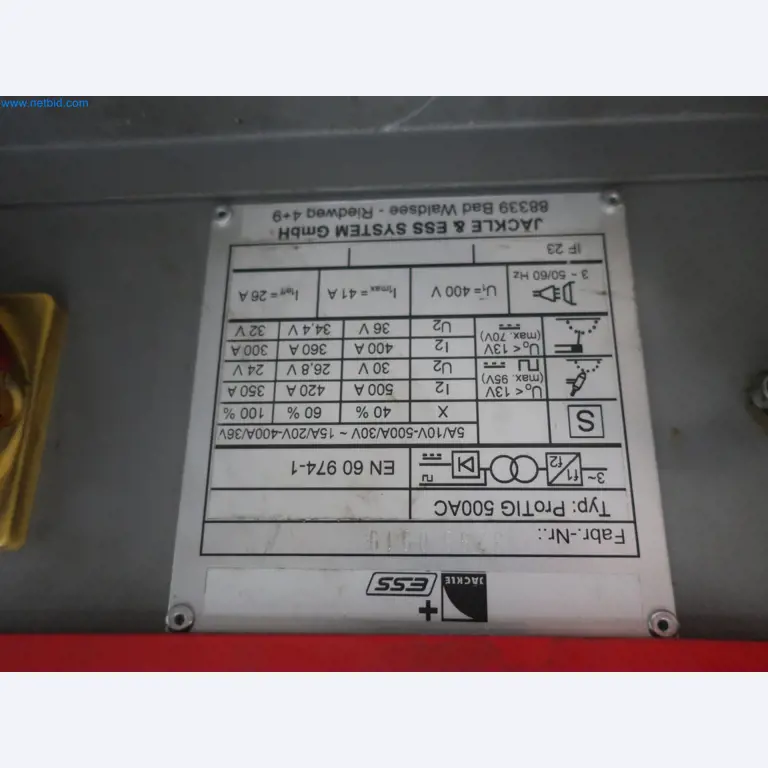 www.netbid.com
JACKLE + ESS
Fabr.-Nr.:
Typ: ProTIG 500AC
3~ f1 f2 EN 60 974-1
S 5A/10V-500A/30V ~ 15A/20V-400A/36V
X 40 % 60 % 100 %
U₀ < 13V (max. 95V) I2 500 A 420 A 350 A
U2 30 V 26,8 V 24 V
U₀ < 13V (max. 70V) I2 400 A 360 A 300 A
U2 36 V 34,4 V 32 V
3 ~ 50/60 Hz U₁= 400 V I1max = 41 A I1eff = 26 A
IF 23
JACKLE & ESS SYSTEM GmbH
88339 Bad Waldsee - Riedweg 4+9